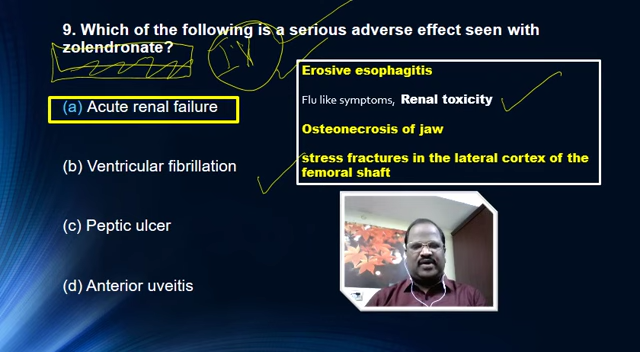 9. Which of the following is a serious adverse effect seen with
zolendronate?
I.V
Erosive esophagitis
Flu like symptoms, Renal toxicity
Osteonecrosis of jaw
stress fractures in the lateral cortex of the
femoral shaft
(a) Acute renal failure
(b) Ventricular fibrillation
(c) Peptic ulcer
(d) Anterior uveitis